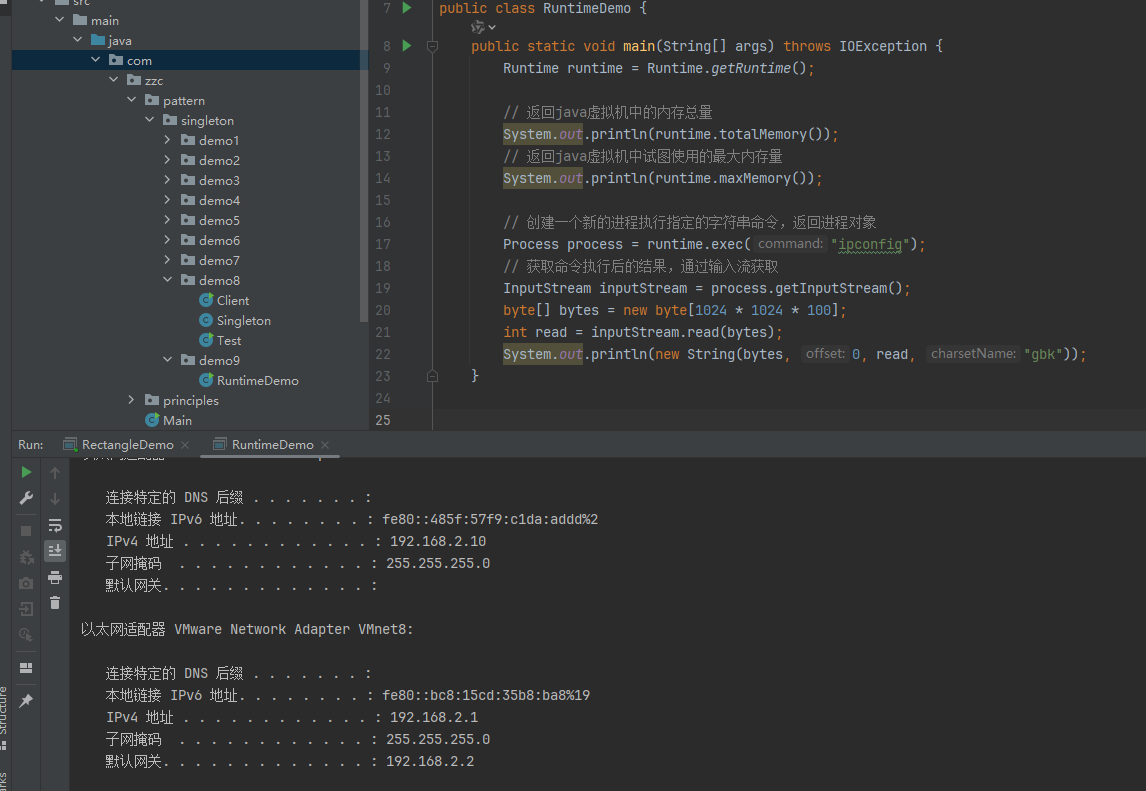 src
main
java
com
zzc
pattern
singleton
demo1
demo2
demo3
demo4
demo5
demo6
demo7
demo8
Client
Singleton
Test
demo9
RuntimeDemo
principles
Main
7 public class RuntimeDemo {
8 public static void main(String[] args) throws IOException {
9 Runtime runtime = Runtime.getRuntime();
10
11 // 返回java虚拟机中的内存总量
12 System.out.println(runtime.totalMemory());
13 // 返回java虚拟机中试图使用的最大内存量
14 System.out.println(runtime.maxMemory());
15
16 // 创建一个新的进程执行指定的字符串命令，返回进程对象
17 Process process = runtime.exec( command: "ipconfig");
18 // 获取命令执行后的结果，通过输入流获取
19 InputStream inputStream = process.getInputStream();
20 byte[] bytes = new byte[1024 * 1024 * 100];
21 int read = inputStream.read(bytes);
22 System.out.println(new String(bytes, offset: 0, read, charsetName: "gbk"));
23 }
24
25
Run: RectangleDemo RuntimeDemo
连接特定的 DNS 后缀 . . . . . . . :
本地链接 IPv6 地址. . . . . . . . : fe80::485f:57f9:c1da:addd%2
IPv4 地址 . . . . . . . . . . . . : 192.168.2.10
子网掩码 . . . . . . . . . . . . : 255.255.255.0
默认网关. . . . . . . . . . . . . :
以太网适配器 VMware Network Adapter VMnet8:
连接特定的 DNS 后缀 . . . . . . . :
本地链接 IPv6 地址. . . . . . . . : fe80::bc8:15cd:35b8:ba8%19
IPv4 地址 . . . . . . . . . . . . : 192.168.2.1
子网掩码 . . . . . . . . . . . . : 255.255.255.0
默认网关. . . . . . . . . . . . . : 192.168.2.2
Structure